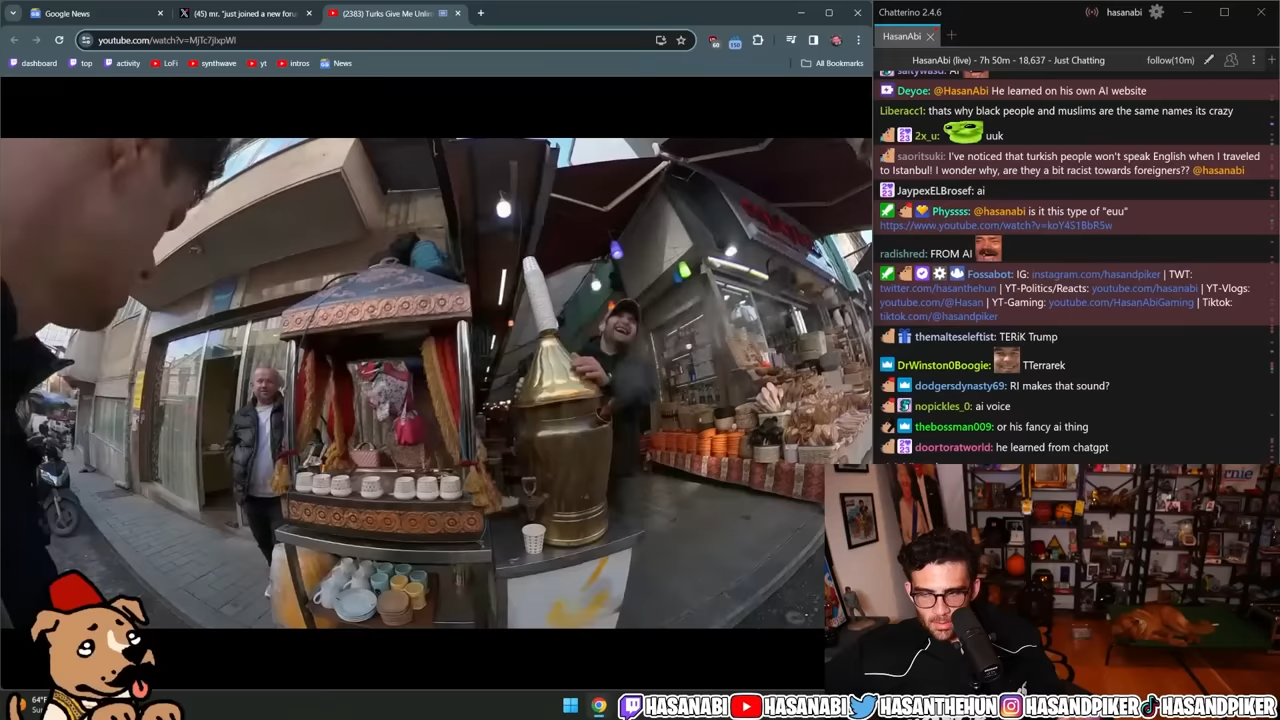 Google News
(45) mr. "just joined a new foru
(2383) Turks Give Me Unlim
youtube.com/watch?v=MjTc7jIxpWI
60
150
dashboard
top
activity
LoFi
synthwave
yt
intros
News
All Bookmarks
Chatterino 2.4.6
hasanabi
HasanAbi
HasanAbi (live) - 7h 50m - 18,637 - Just Chatting
follow(10m)
Deyoe: @HasanAbi He learned on his own AI website
Liberacc1: thats why black people and muslims are the same names its crazy
2x_u: uuk
saoritsuki: I've noticed that turkish people won't speak English when I traveled
to Istanbul! I wonder why, are they a bit racist towards foreigners?? @hasanabi
JaypexELBrosef: ai
Physsss: @hasanabi is it this type of "euu"
https://www.youtube.com/watch?v=koY4S1BbR5w
radishred: FROM AI
Fossabot: IG: instagram.com/hasandpiker | TWT:
twitter.com/hasanthehun | YT-Politics/Reacts: youtube.com/hasanabi | YT-Vlogs:
youtube.com/@Hasan | YT-Gaming: youtube.com/HasanAbiGaming | Tiktok:
tiktok.com/@hasandpiker
themalteseleftist: TERiK Trump
DrWinston0Boogie: TTerrarek
dodgersdynasty69: RI makes that sound?
nopickles_0: ai voice
thebossman009: or his fancy ai thing
doortoratworld: he learned from chatgpt
64°F
HASANABI
HASANABI
HASANTHEHUN
HASANDPIKER
HASANDPIKER